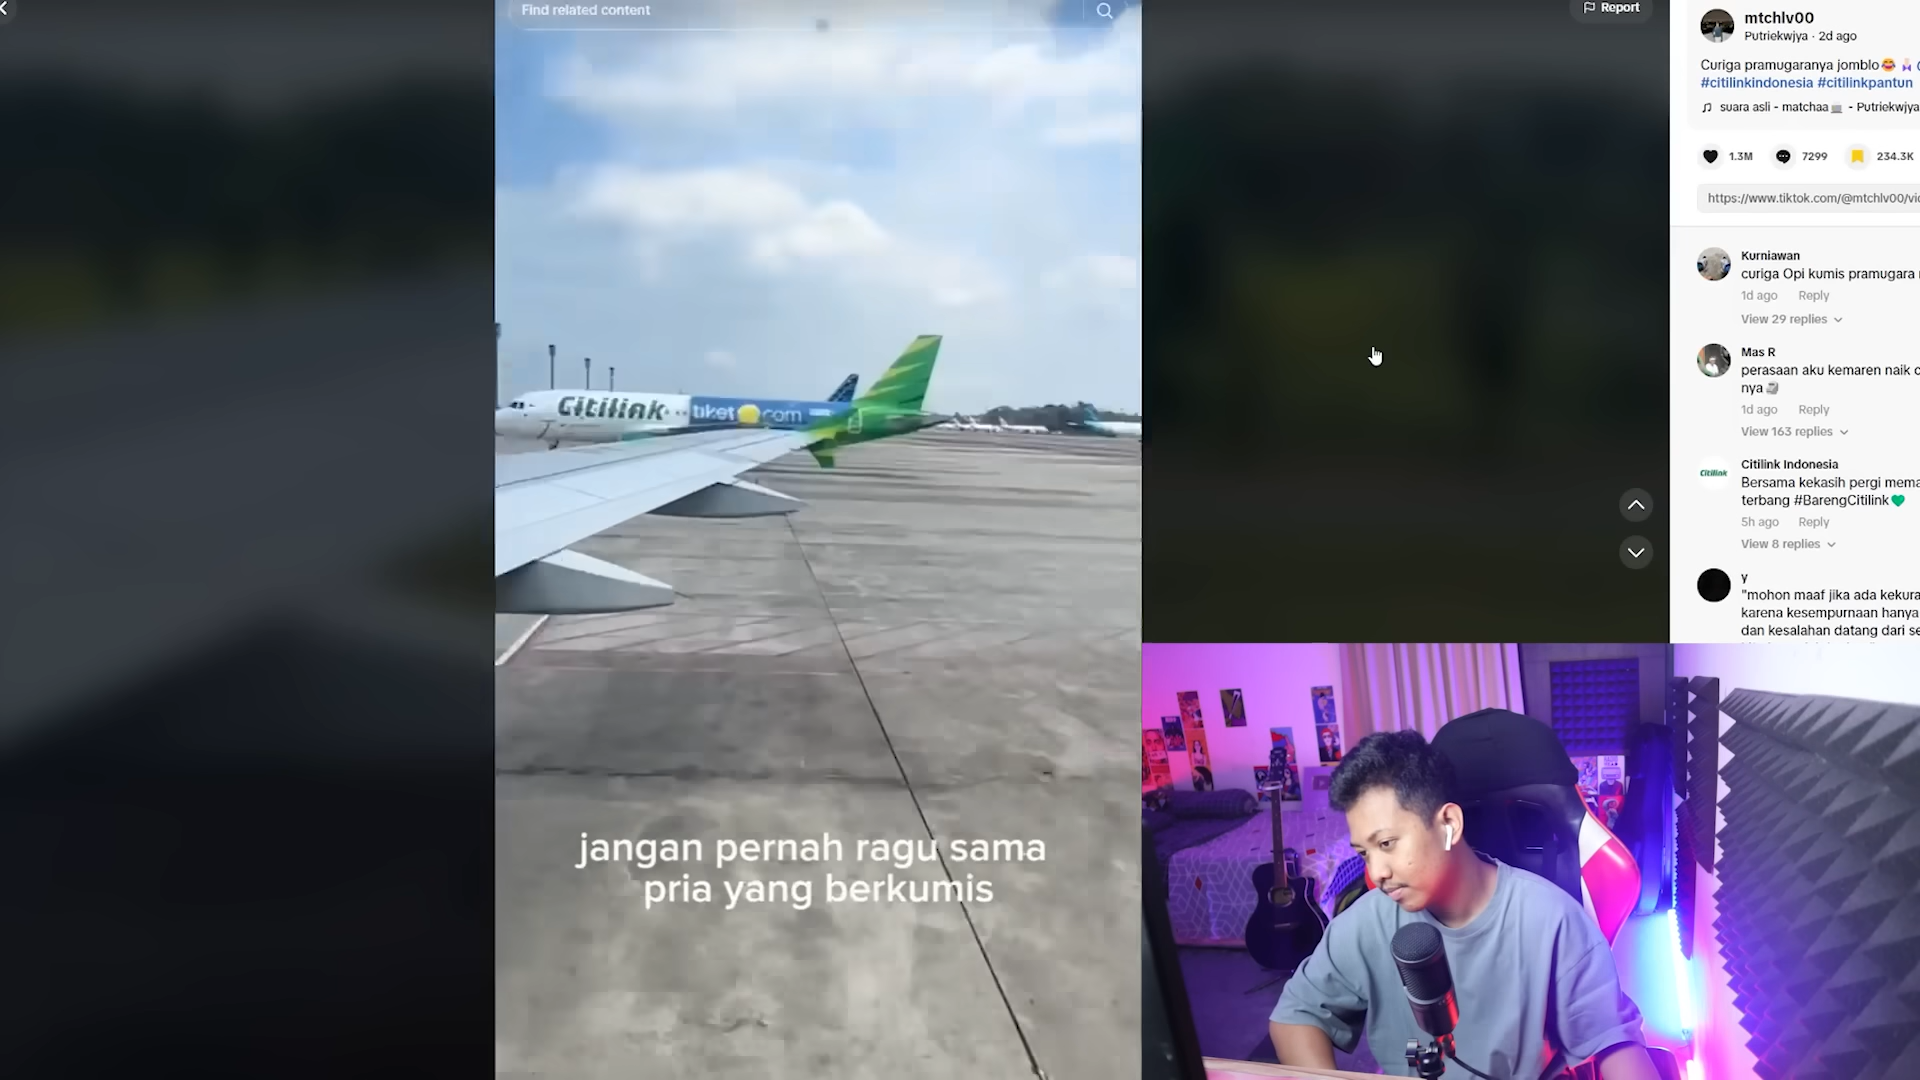 Find related content
Report
mtchlv00
Putriekwjya · 2d ago
Curiga pramugaranya jomblo
#citilinkindonesia #citilinkpantun
suara asli - matchaa - Putriekwjya
1.3M
7299
234.3K
https://www.tiktok.com/@mtchlv00/
Citilink
tiket.com
Kurniawan
curiga Opi kumis pramugara
1d ago Reply
View 29 replies
Mas R
perasaan aku kemaren naik
nya
1d ago Reply
View 163 replies
Citilink
Citilink Indonesia
Bersama kekasih pergi
terbang #BarengCitilink
5h ago Reply
View 8 replies
y
"mohon maaf jika ada
karena kesempurnaan hanya
dan kesalahan datang dari
jangan pernah ragu sama
pria yang berkumis